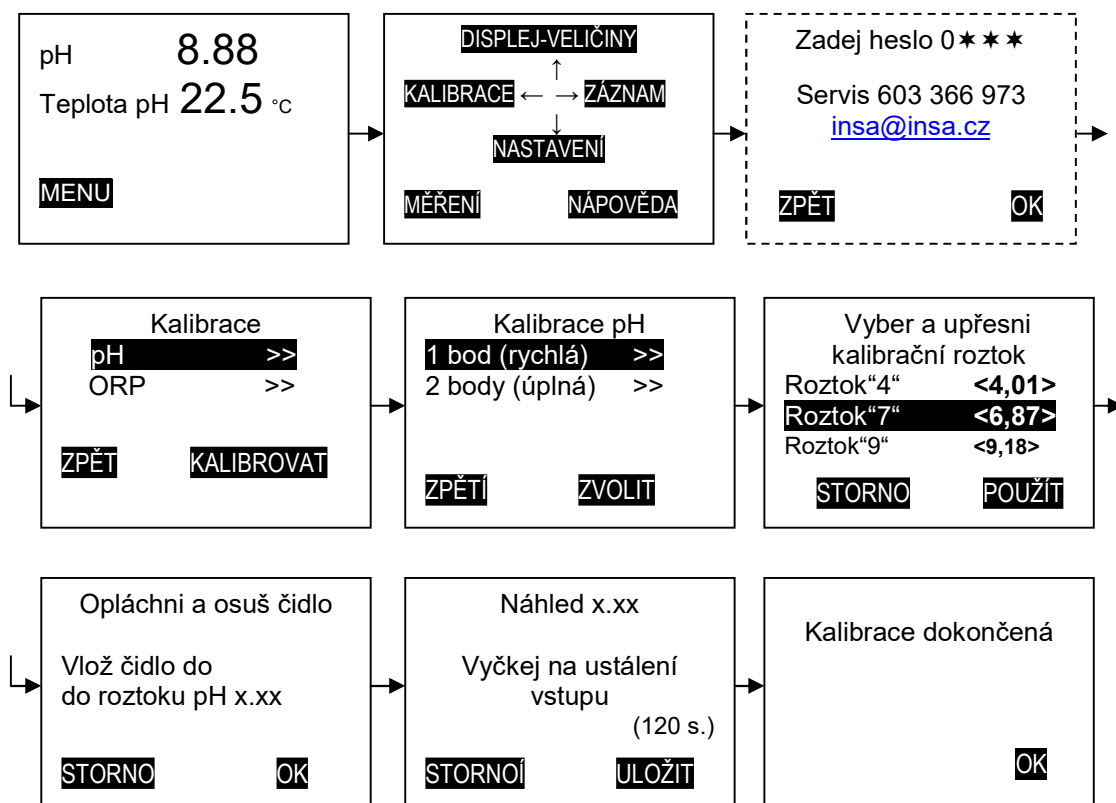 pH 8.88
Teplota pH 22.5 °C
MENU
DISPLEJ-VELIČINY
↑
KALIBRACE ← → ZÁZNAM
↓
NASTAVENÍ
MĚŘENÍ NÁPOVĚDA
Zadej heslo 0✶✶✶
Servis 603 366 973
insa@insa.cz
ZPĚT OK
Kalibrace
pH >>
ORP >>
ZPĚT KALIBROVAT
Kalibrace pH
1 bod (rychlá) >>
2 body (úplná) >>
ZPĚTÍ ZVOLIT
Vyber a upřesni
kalibrační roztok
Roztok“4“ <4,01>
Roztok“7“ <6,87>
Roztok“9“ <9,18>
STORNO POUŽÍT
Opláchni a osuš čidlo
Vlož čidlo do
do roztoku pH x.xx
STORNO OK
Náhled x.xx
Vyčkej na ustálení
vstupu
(120 s.)
STORNOÍ ULOŽIT
Kalibrace dokončená
OK